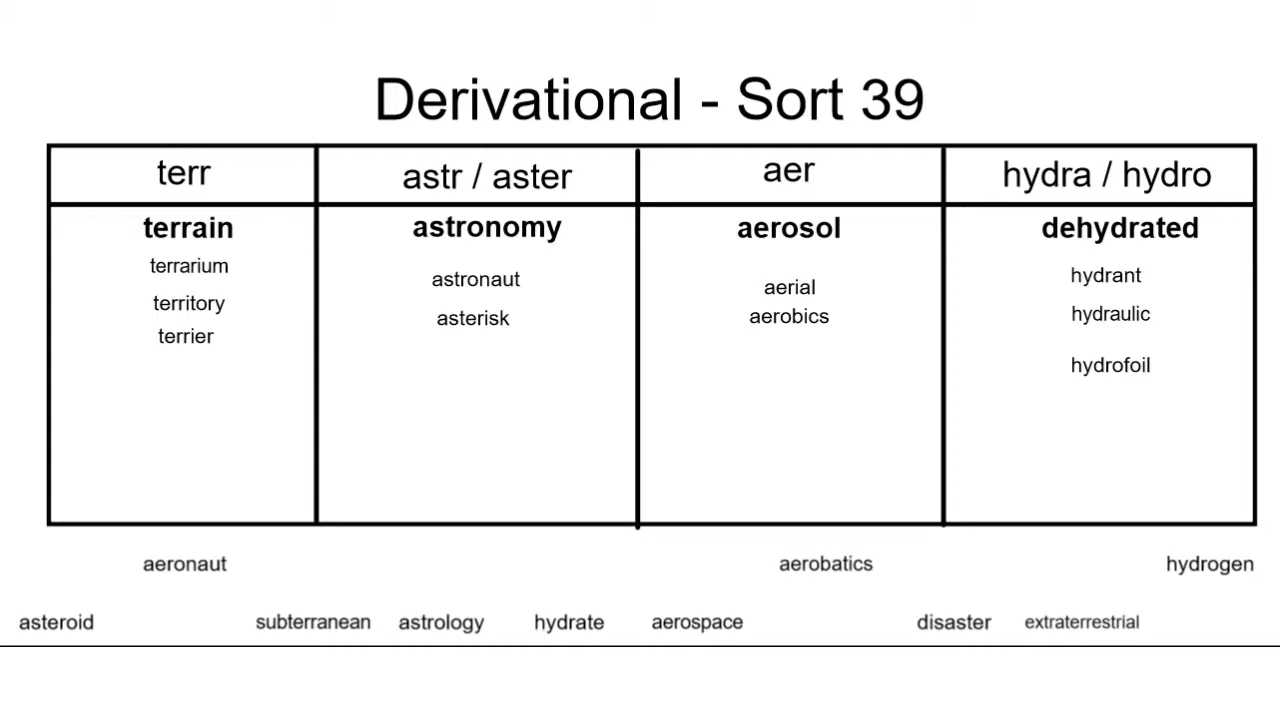 Derivational - Sort 39
terr astr / aster aer hydra / hydro
terrain astronomy aerosol dehydrated
terrarium astronaut aerial hydrant
territory asterisk aerobics hydraulic
terrier hydrofoil
aeronaut aerobatics hydrogen
asteroid subterranean astrology hydrate aerospace disaster extraterrestrial